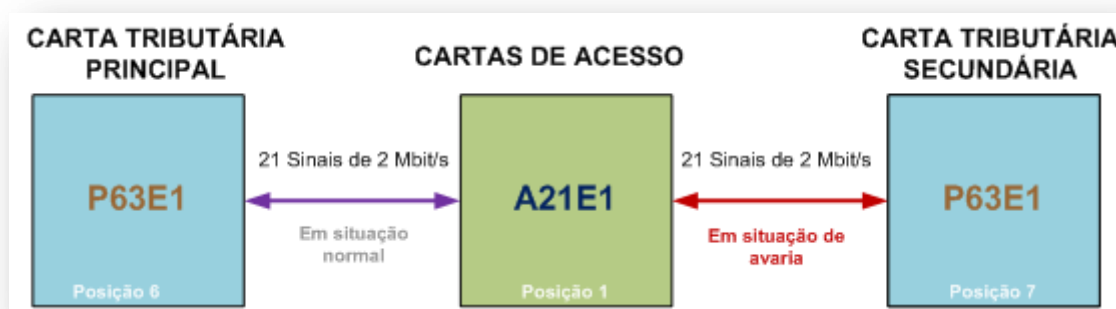 CARTA TRIBUTÁRIA
PRINCIPAL
CARTAS DE ACESSO
CARTA TRIBUTÁRIA
SECUNDÁRIA
P63E1
Posição 6
21 Sinais de 2 Mbit/s
Em situação
normal
A21E1
Posição 1
21 Sinais de 2 Mbit/s
Em situação de
avaria
P63E1
Posição 7